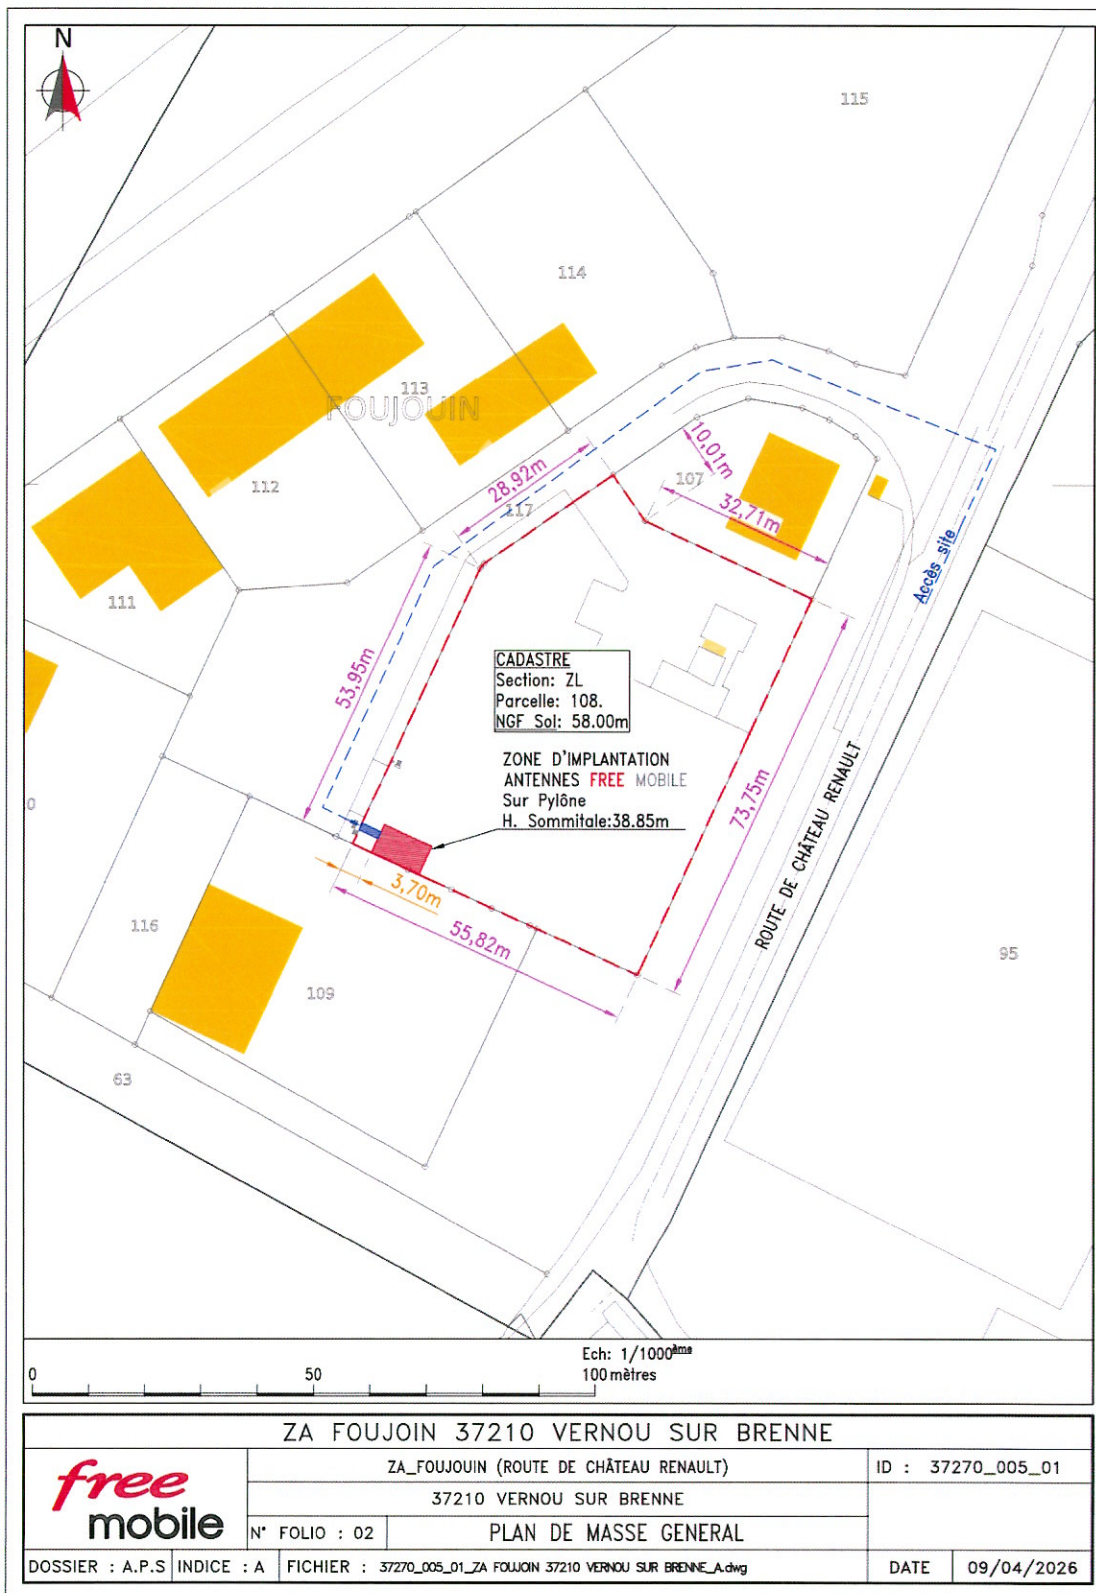 N
115
114
113
FOUJOUIN
112
111
10,01m
107
32,71m
28,92m
117
Accès site
53,95m
CADASTRE
Section: ZL
Parcelle: 108.
NGF Sol: 58.00m
ZONE D'IMPLANTATION
ANTENNES FREE MOBILE
Sur Pylône
H. Sommitale:38.85m
73,75m
ROUTE DE CHÂTEAU RENAULT
0
3,70m
55,82m
116
109
95
63
Ech: 1/1000ème
0 50 100 mètres
ZA FOUJOIN 37210 VERNOU SUR BRENNE
free mobile
ZA_FOUJOUIN (ROUTE DE CHÂTEAU RENAULT)
ID : 37270_005_01
37210 VERNOU SUR BRENNE
N° FOLIO : 02
PLAN DE MASSE GENERAL
DOSSIER : A.P.S
INDICE : A
FICHIER : 37270_005_01_ZA FOUJOIN 37210 VERNOU SUR BRENNE_A.dwg
DATE
09/04/2026